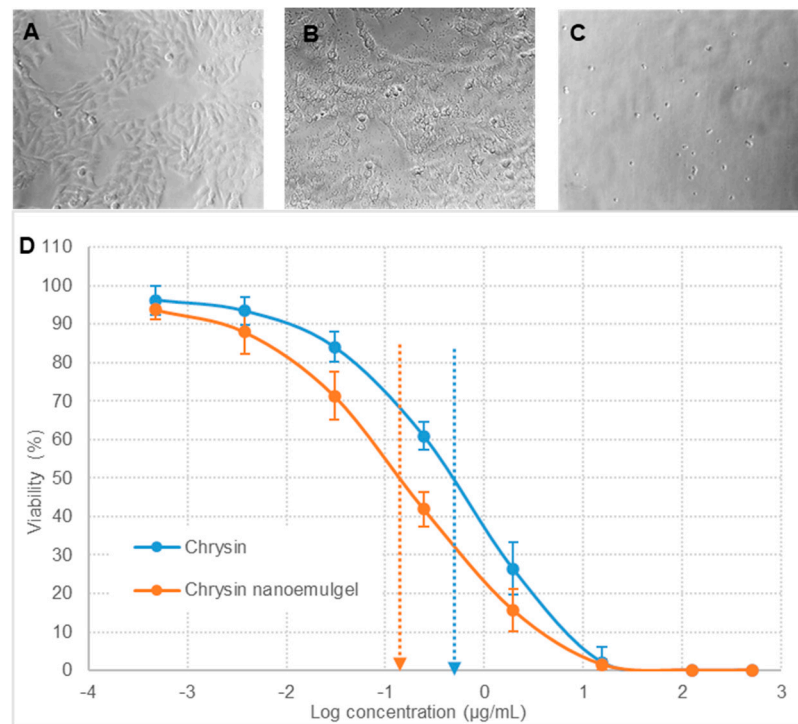 A
B
C
D
110
100
90
80
70
60
50
40
30
20
10
0
Viability (%)
Chrysin
Chrysin nanoemulgel
-4
-3
-2
-1
0
1
2
3
Log concentration (µg/mL)